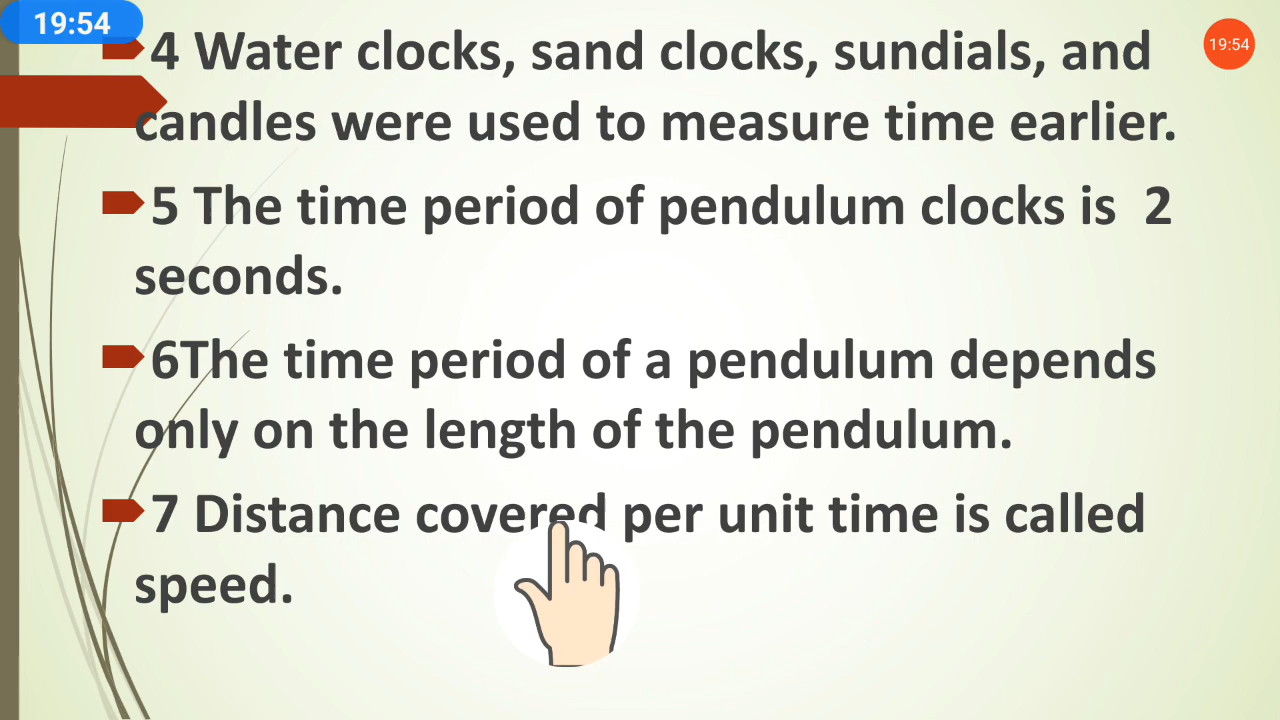 19:54
19:54
4 Water clocks, sand clocks, sundials, and
candles were used to measure time earlier.
5 The time period of pendulum clocks is 2
seconds.
6The time period of a pendulum depends
only on the length of the pendulum.
7 Distance covered per unit time is called
speed.